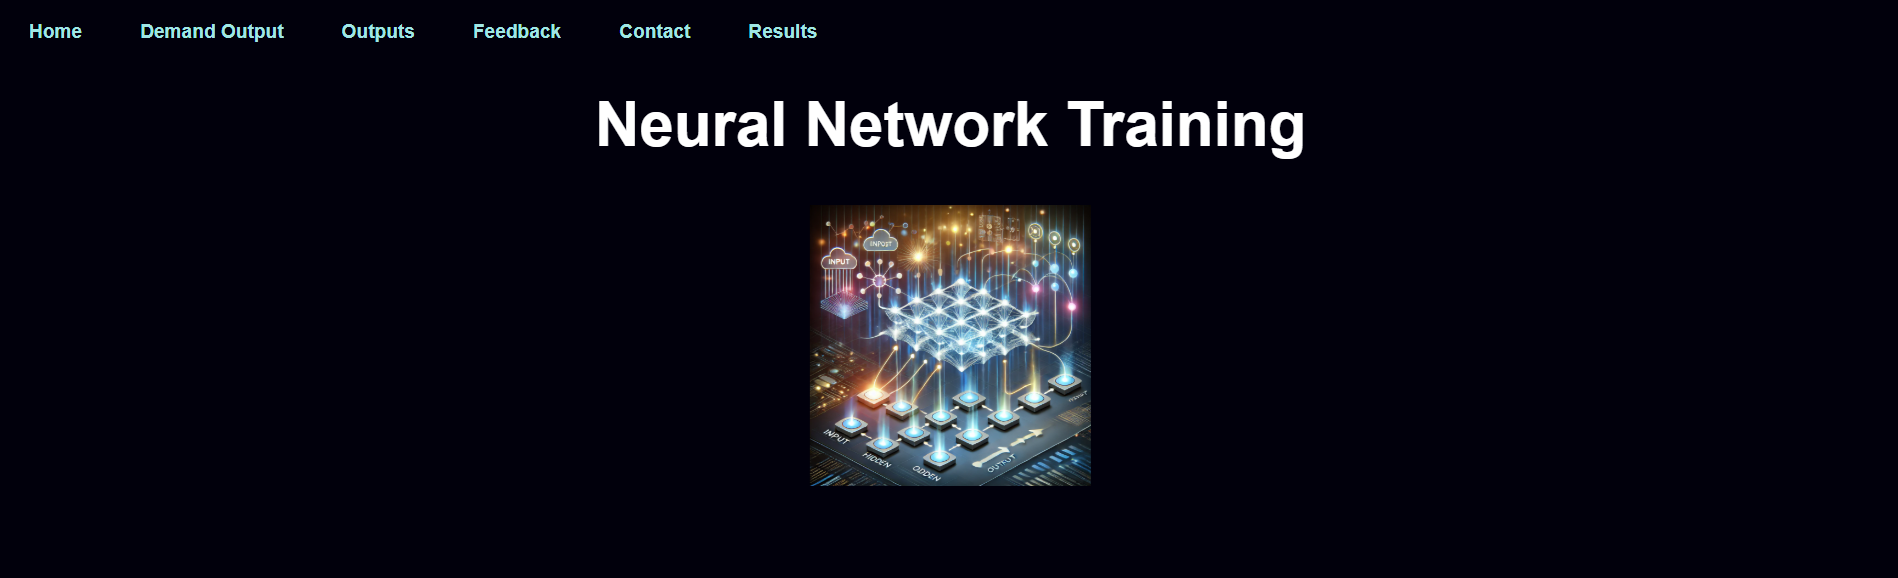 Home Demand Output Outputs Feedback Contact Results
Neural Network Training
INPUT
INPUT
HIDDEN
OUTPUT